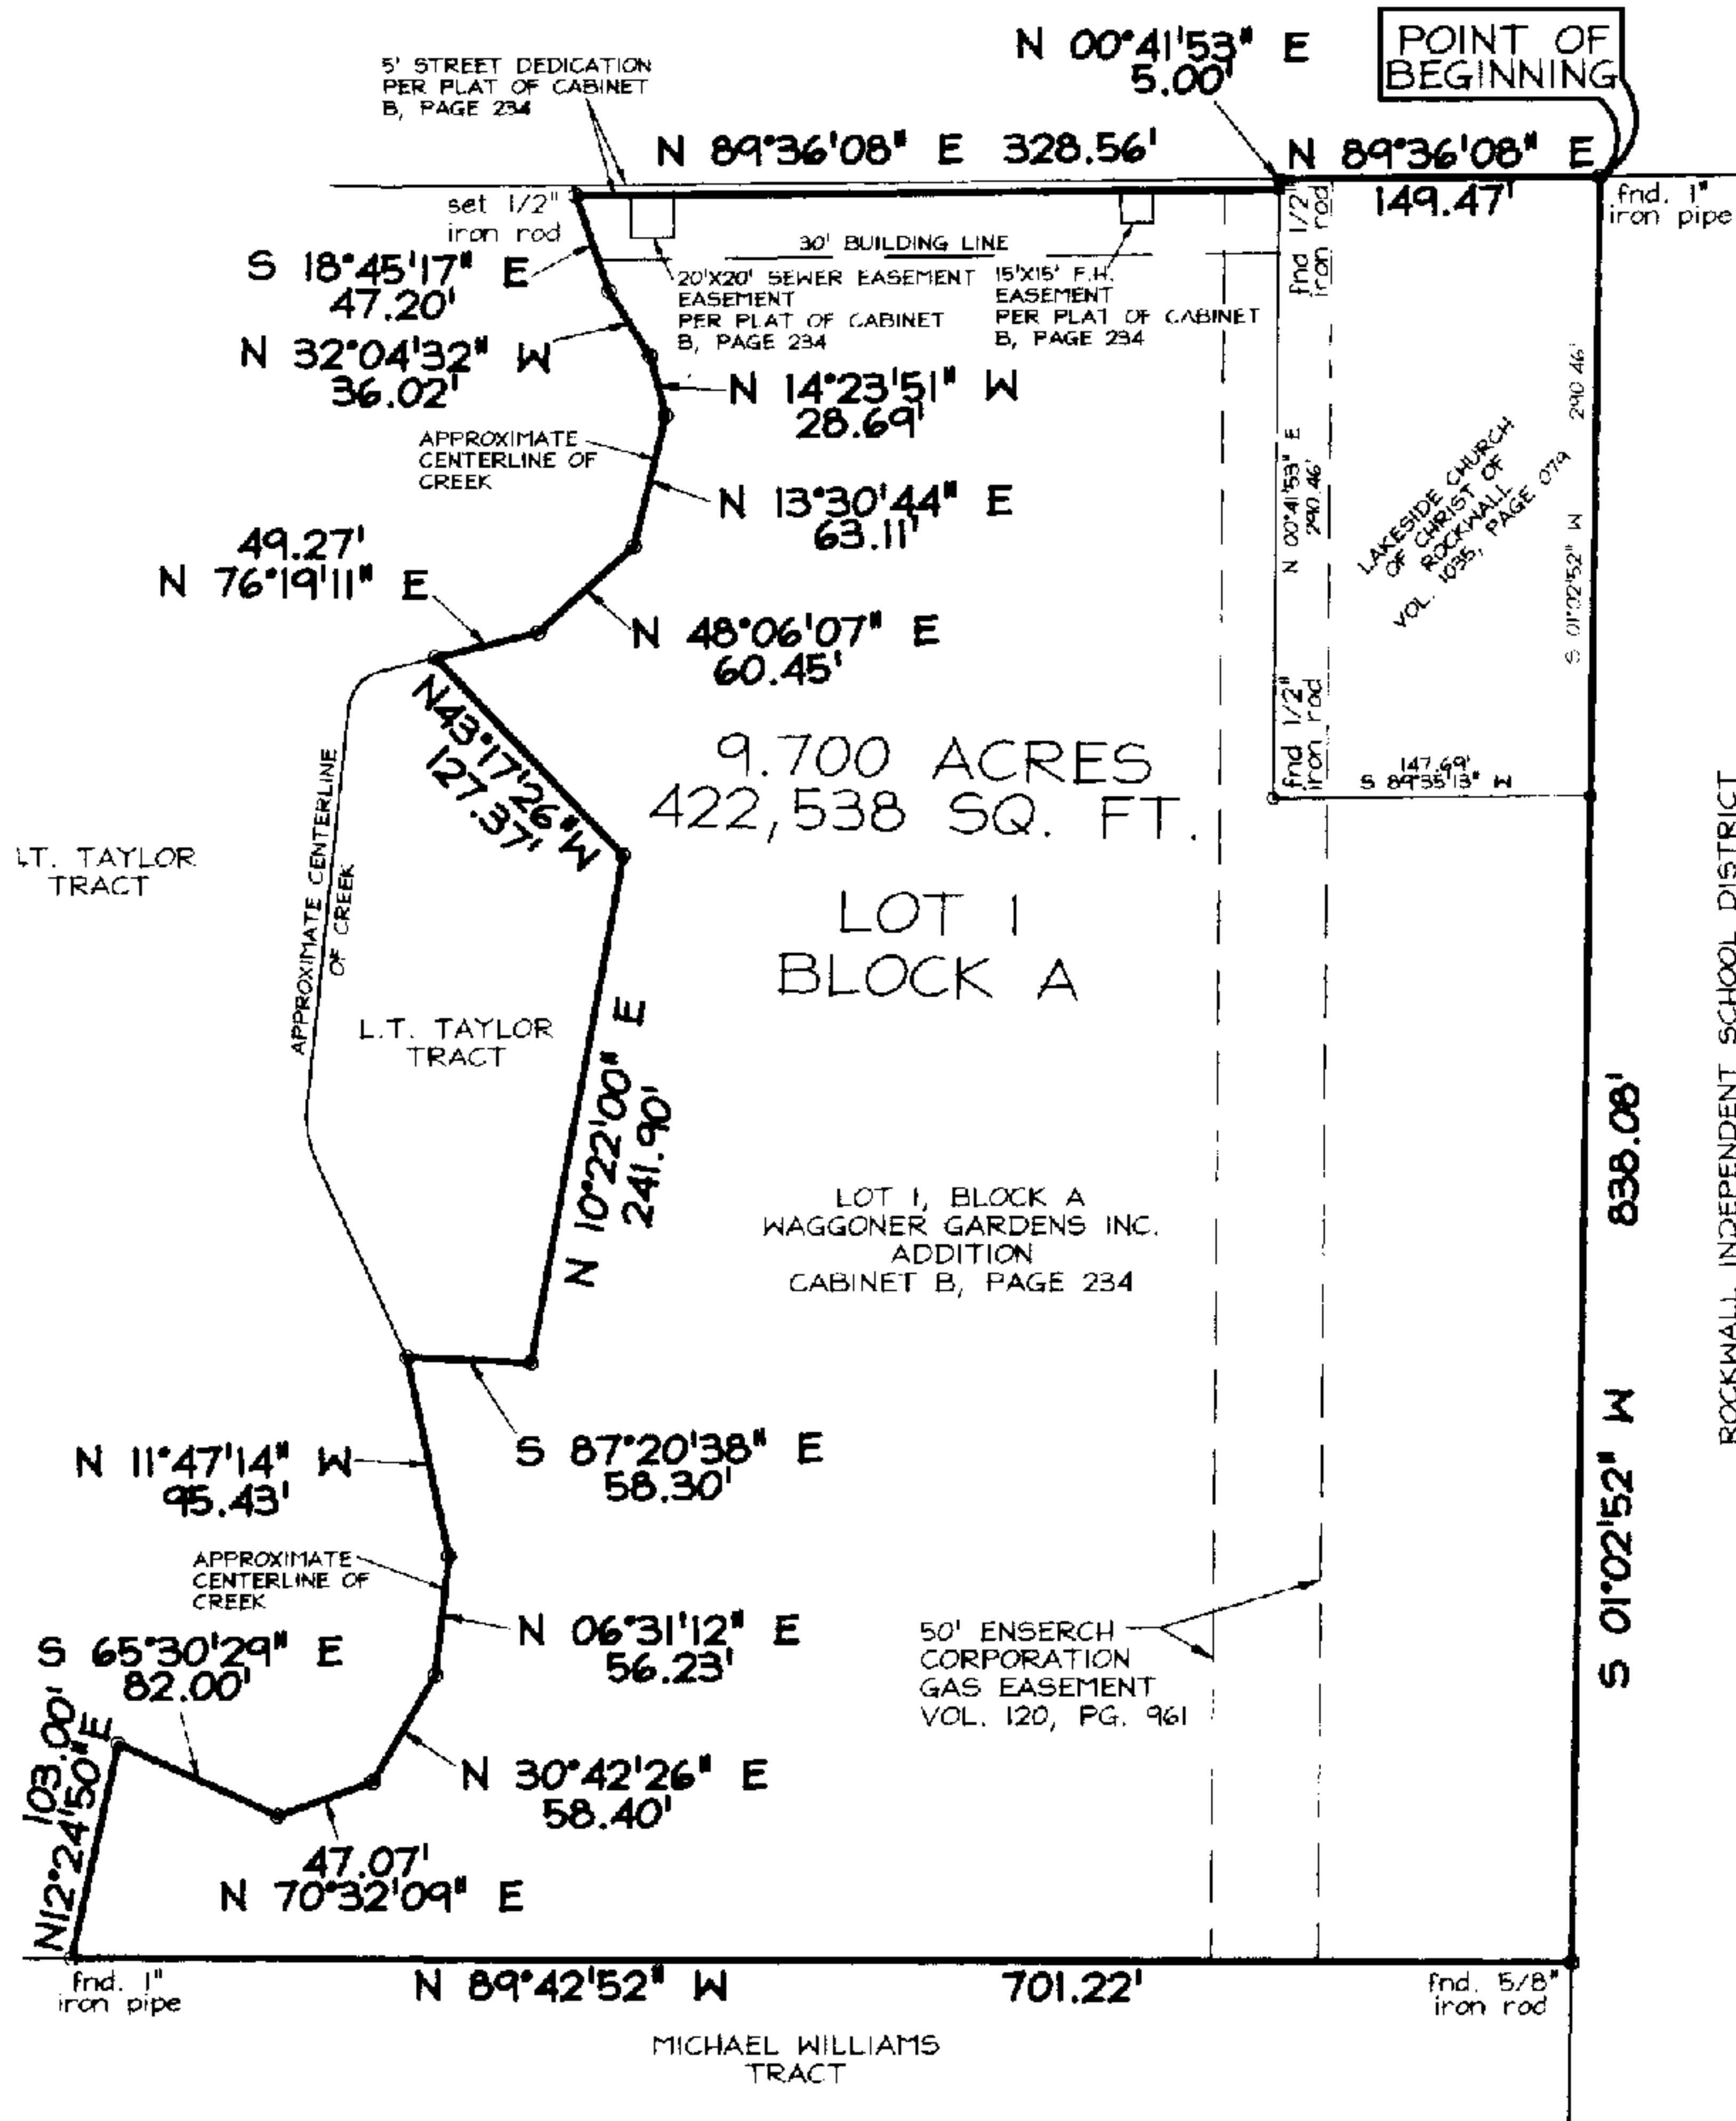 N 00°41'53" E
5.00'
POINT OF
BEGINNING
5' STREET DEDICATION
PER PLAT OF CABINET
B, PAGE 234
N 89°36'08" E 328.56'
N 89°36'08" E
149.47'
fnd. 1"
iron pipe
set 1/2"
iron rod
fnd 1/2"
iron rod
30' BUILDING LINE
S 18°45'17" E
47.20'
20'X20' SEWER EASEMENT
EASEMENT
PER PLAT OF CABINET
B, PAGE 234
15'X15' F.H.
EASEMENT
PER PLAT OF CABINET
B, PAGE 234
N 32°04'32" W
36.02'
N 14°23'51" W
28.69'
APPROXIMATE
CENTERLINE OF
CREEK
N 00°41'53" E
290.46'
LAKESIDE CHURCH
OF CHRIST OF
ROCKWALL
VOL. 1035, PAGE 079
S 01°02'52" W 290.46'
N 13°30'44" E
63.11'
49.27'
N 76°19'11" E
N 48°06'07" E
60.45'
N43°17'26"W
127.37'
fnd 1/2"
iron rod
147.69'
S 89°35'13" W
9.700 ACRES
422,538 SQ. FT.
LOT 1
BLOCK A
L.T. TAYLOR
TRACT
APPROXIMATE CENTERLINE
OF CREEK
L.T. TAYLOR
TRACT
N 10°22'00" E
241.90'
ROCKWALL INDEPENDENT SCHOOL DISTRICT
S 01°02'52" W 838.08'
LOT 1, BLOCK A
WAGGONER GARDENS INC.
ADDITION
CABINET B, PAGE 234
N 11°47'14" W
95.43'
S 87°20'38" E
58.30'
APPROXIMATE
CENTERLINE OF
CREEK
N 06°31'12" E
56.23'
50' ENSERCH
CORPORATION
GAS EASEMENT
VOL. 120, PG. 961
S 65°30'29" E
82.00'
103.00'
N12°24'50"E
N 30°42'26" E
58.40'
47.07'
N 70°32'09" E
fnd. 1"
iron pipe
N 89°42'52" W 701.22'
fnd. 5/8"
iron rod
MICHAEL WILLIAMS
TRACT